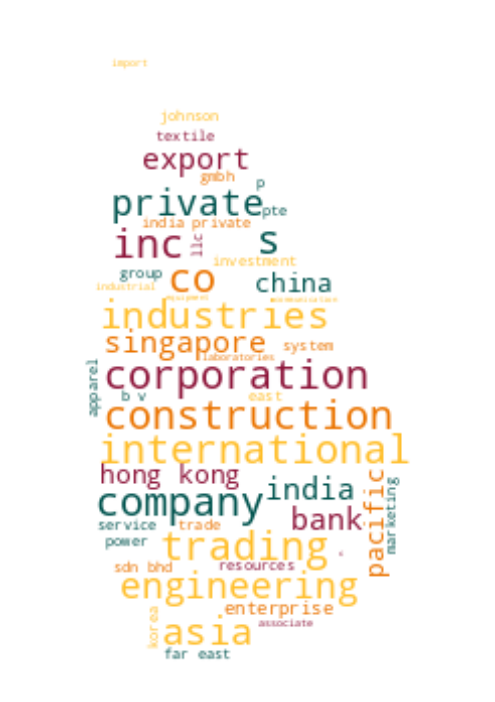 import
johnson
textile
export
gmbh
p
private
pte
india private
inc
llc
s
investment
group
co
china
industrial
equipment
industries
singapore
system
laboratories
corporation
apparel
b v
east
construction
international
hong kong
company
india
pacific
marketing
bank
service
trade
power
trading
sdn bhd
resources
engineering
enterprise
korea
asia
associate
far east